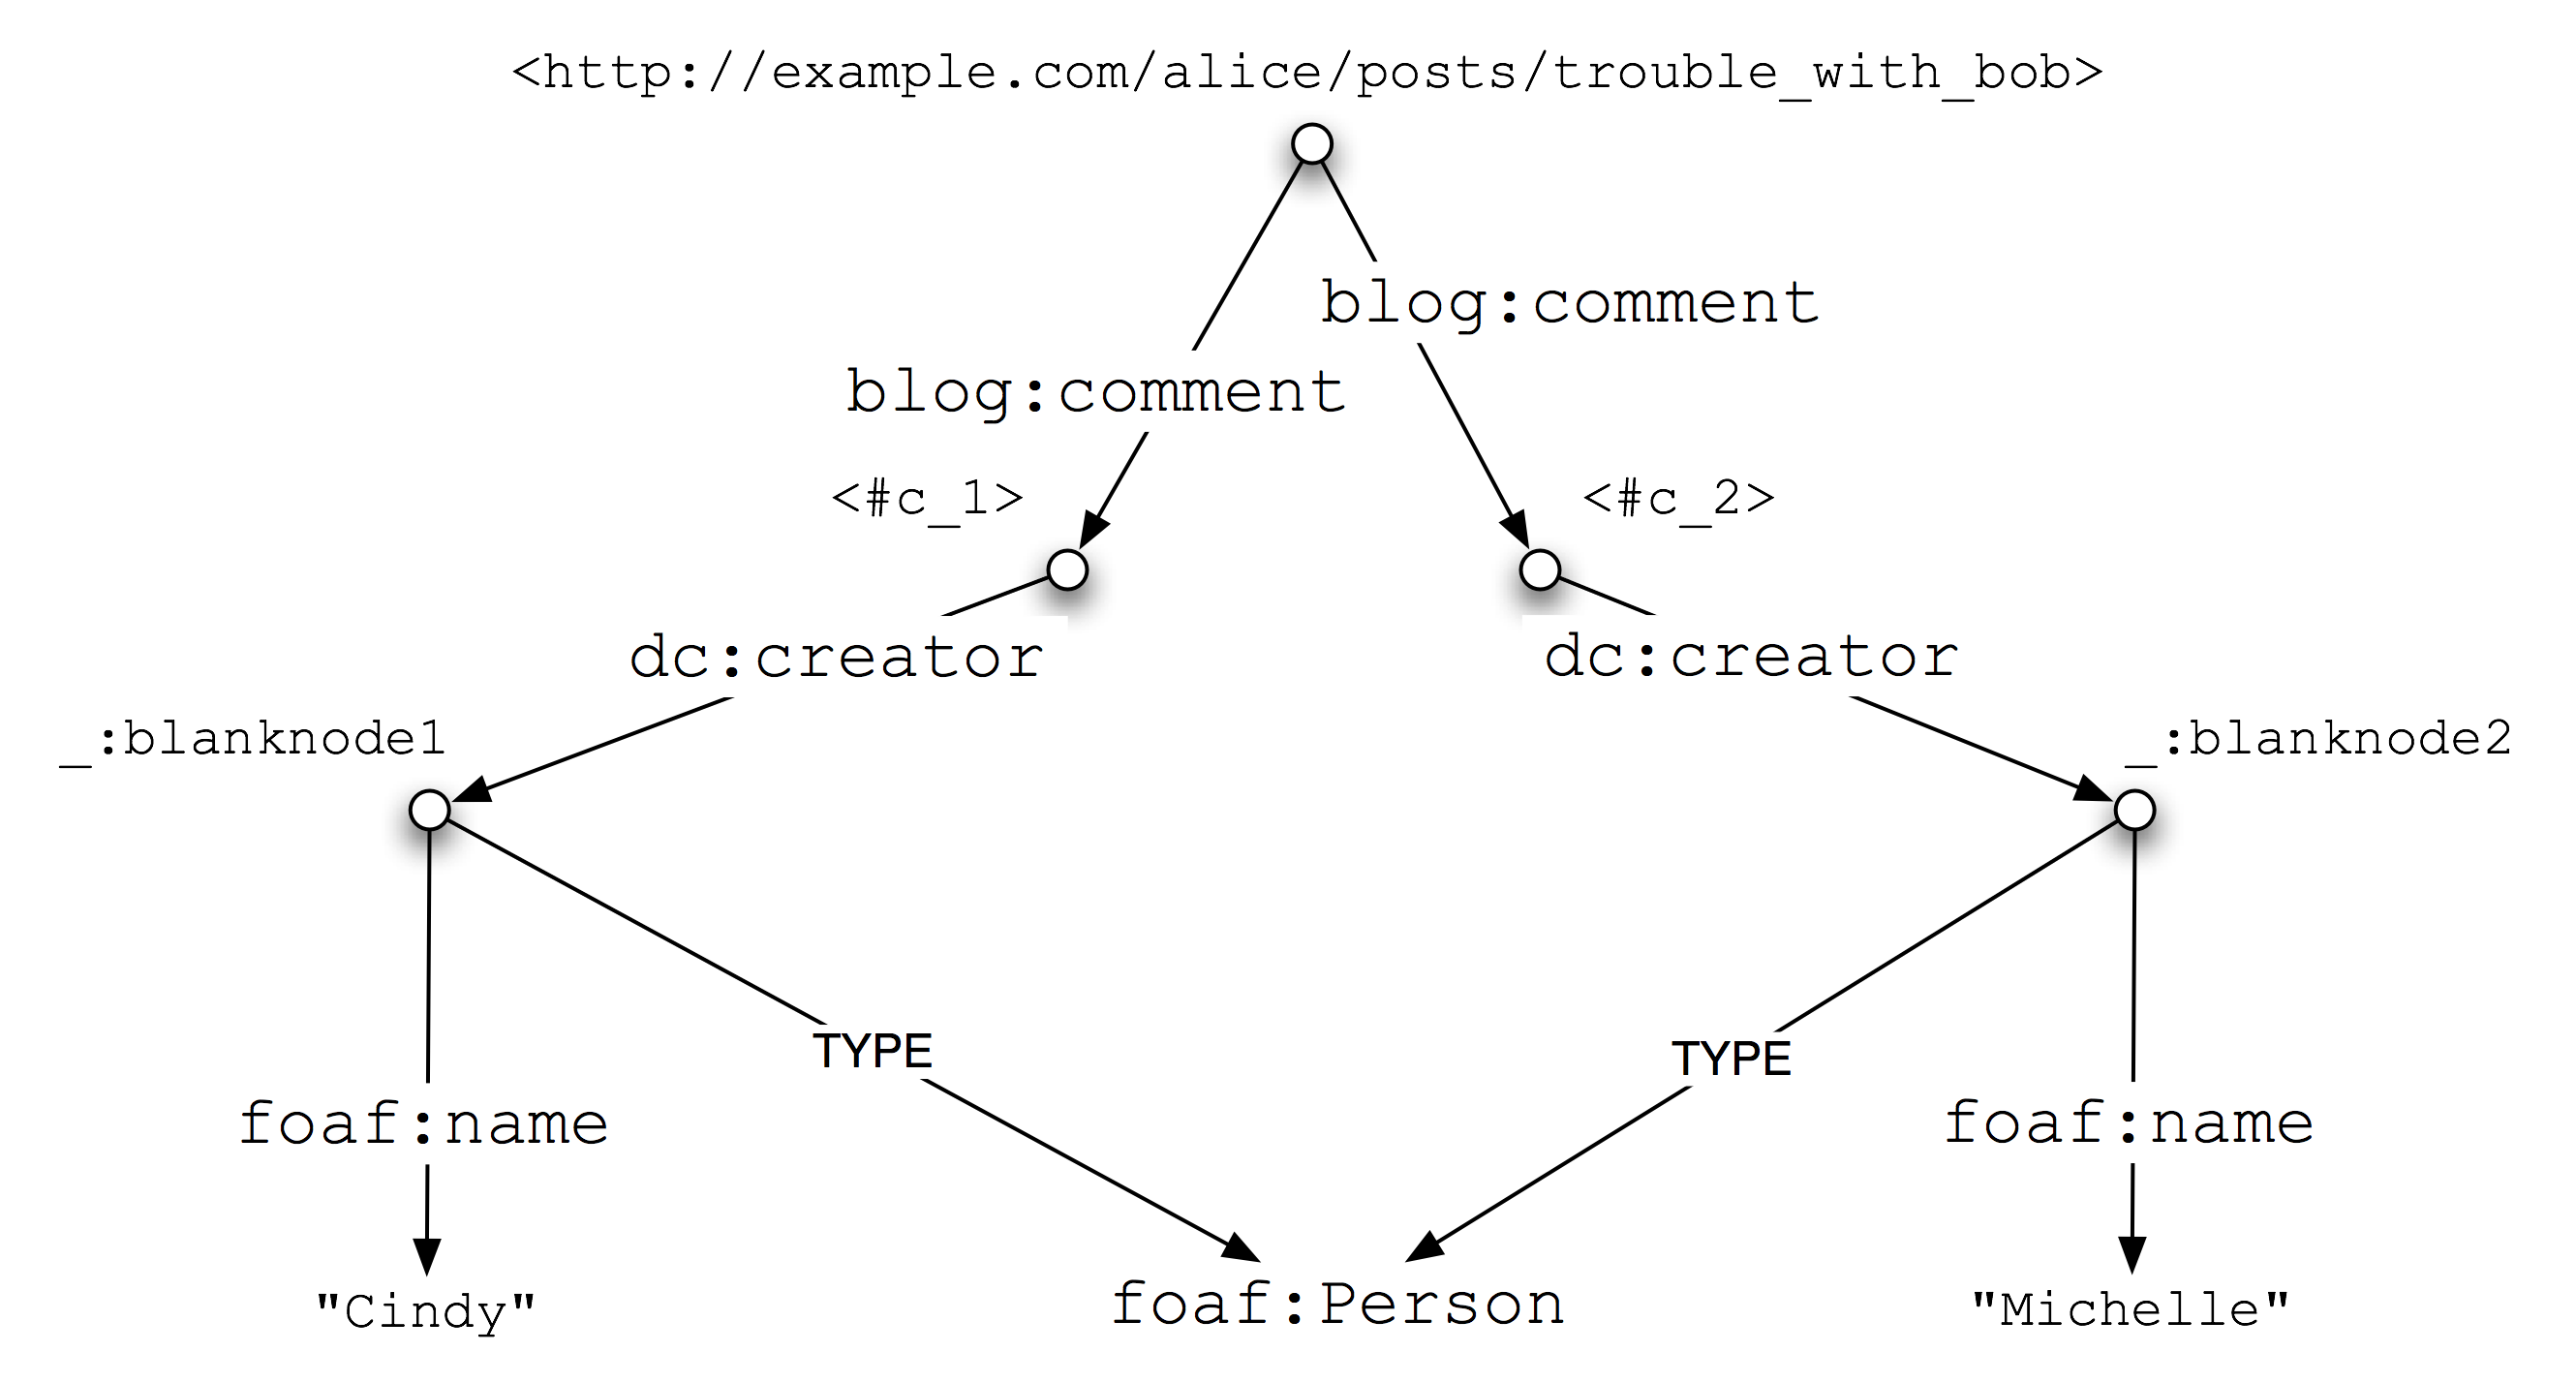 <http://example.com/alice/posts/trouble_with_bob>
blog:comment
blog:comment
<#c_1>
<#c_2>
dc:creator
dc:creator
_:blanknode1
_:blanknode2
TYPE
TYPE
foaf:name
foaf:name
"Cindy"
foaf:Person
"Michelle"